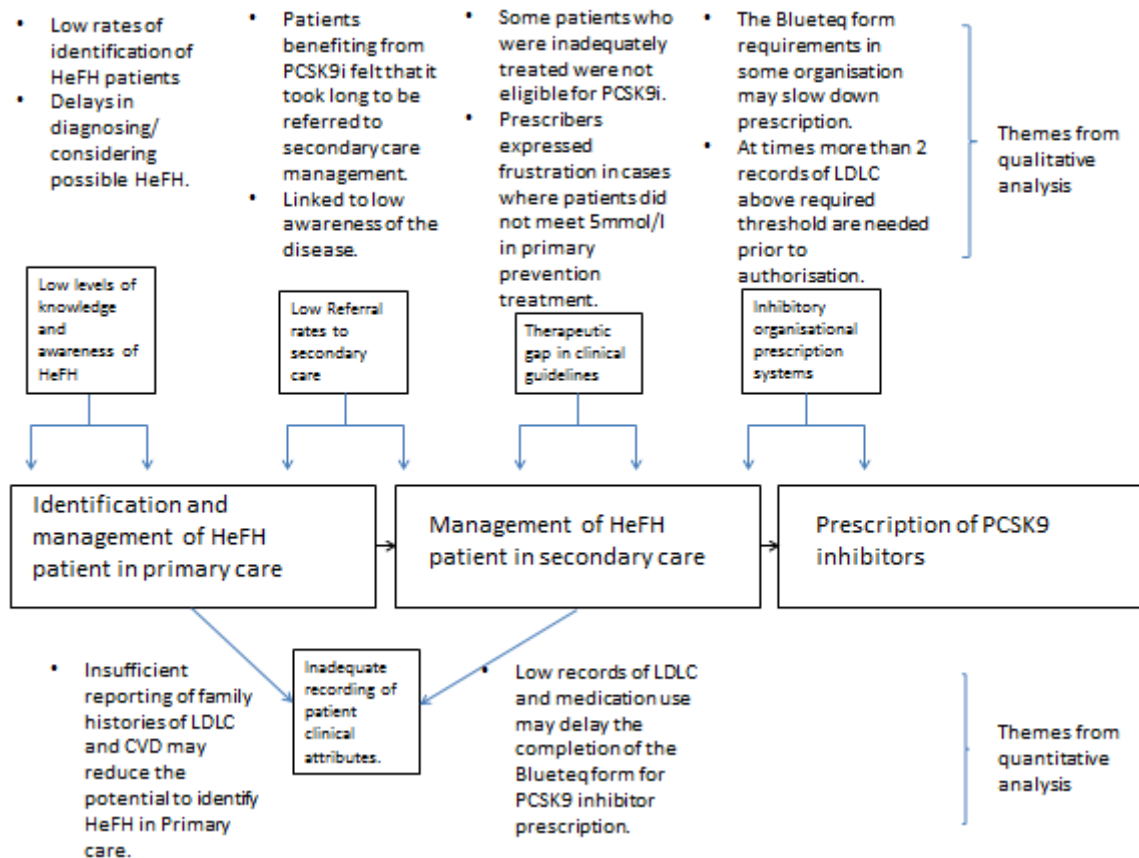 • Low rates of
identification of
HeFH patients
• Delays in
diagnosing/
considering
possible HeFH.
• Patients
benefiting from
PCSK9i felt that it
took long to be
referred to
secondary care
management.
• Linked to low
awareness of the
disease.
• Some patients who
were inadequately
treated were not
eligible for PCSK9i.
• Prescribers
expressed
frustration in cases
where patients did
not meet 5mmol/l
in primary
prevention
treatment.
• The Blueteq form
requirements in
some organisation
may slow down
prescription.
• At times more than 2
records of LDLC
above required
threshold are needed
prior to
authorisation.
Themes from
qualitative
analysis
Low levels of
knowledge
and
awareness of
HeFH
Low Referral
rates to
secondary
care
Therapeutic
gap in clinical
guidelines
Inhibitory
organisational
prescription
systems
Identification and
management of HeFH
patient in primary care
Management of HeFH
patient in secondary care
Prescription of PCSK9
inhibitors
• Insufficient
reporting of family
histories of LDLC
and CVD may
reduce the
potential to identify
HeFH in Primary
care.
Inadequate
recording of
patient
clinical
attributes.
• Low records of LDLC
and medication use
may delay the
completion of the
Blueteq form for
PCSK9 inhibitor
prescription.
Themes from
quantitative
analysis